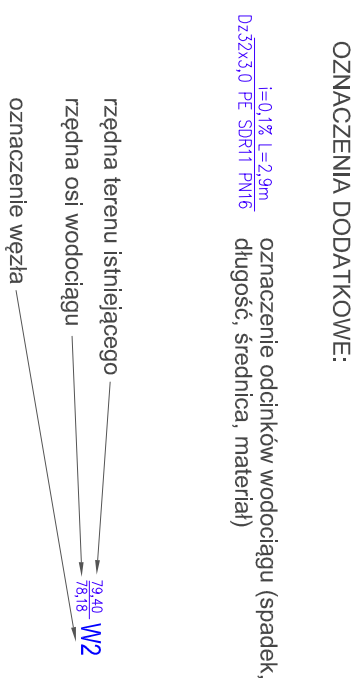 OZNACZENIA DODATKOWE:
i=0,1% L=2,9m
Dz32x3,0 PE SDR11 PN16
oznaczenie odcinków wodociągu (spadek,
długość, średnica, materiał)
rzędna terenu istniejącego
rzędna osi wodociągu
oznaczenie węzła
79,40
78,18
W2